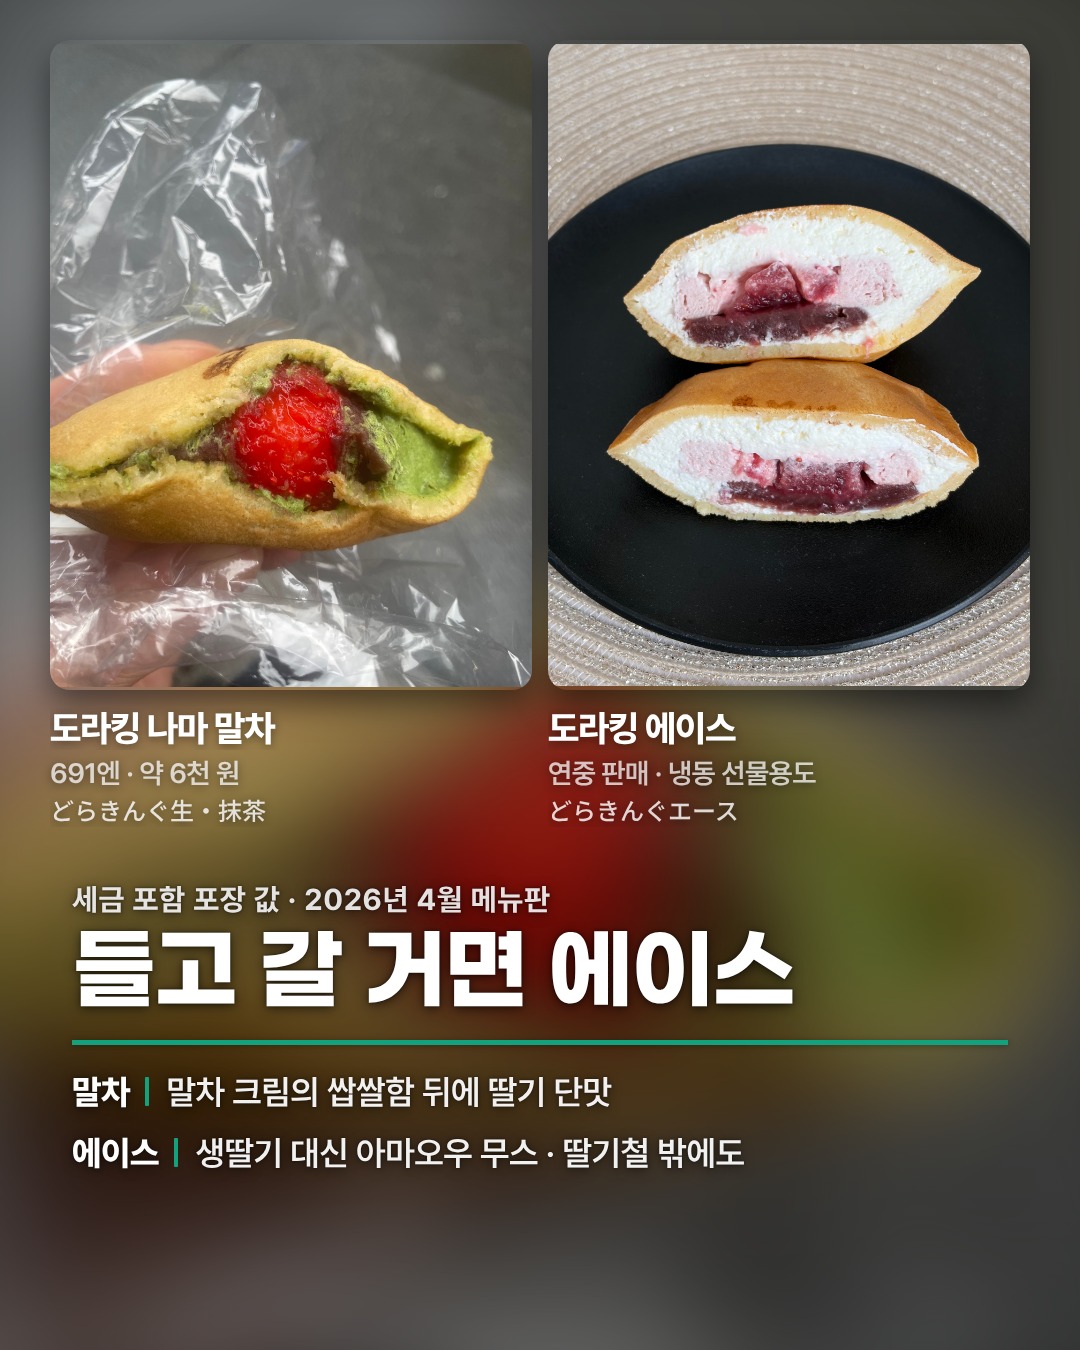 도라킹 나마 말차
691엔 · 약 6천 원
どらきんぐ生・抹茶
도라킹 에이스
연중 판매 · 냉동 선물용도
どらきんぐエース
세금 포함 포장 값 · 2026년 4월 메뉴판
들고 갈 거면 에이스
말차 | 말차 크림의 쌉쌀함 뒤에 딸기 단맛
에이스 | 생딸기 대신 아마오우 무스 · 딸기철 밖에도